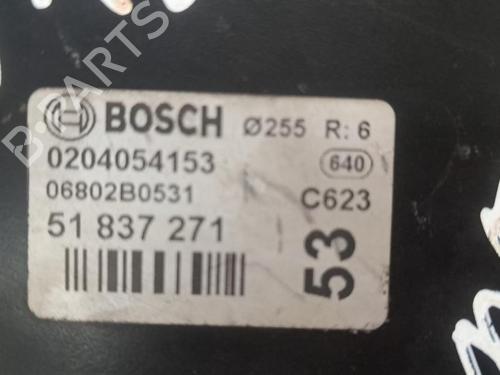 BOSCH Ø255 R: 6
0204054153 640
06802B0531 C623
51 837 271
53
B-PARTS